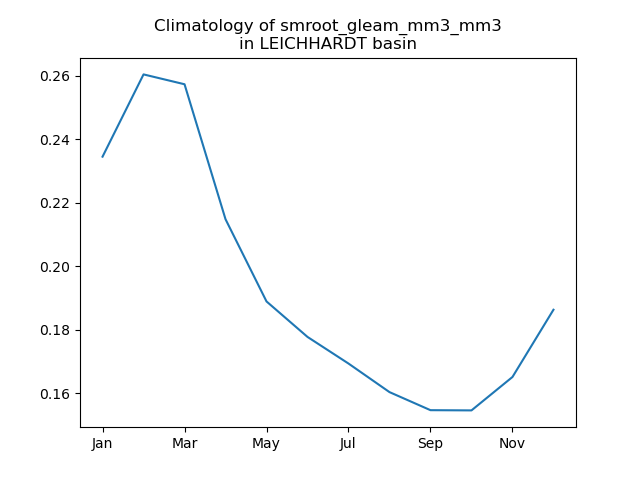 Climatology of smroot_gleam_mm3_mm3
in LEICHHARDT basin
0.26
0.24
0.22
0.20
0.18
0.16
Jan Mar May Jul Sep Nov